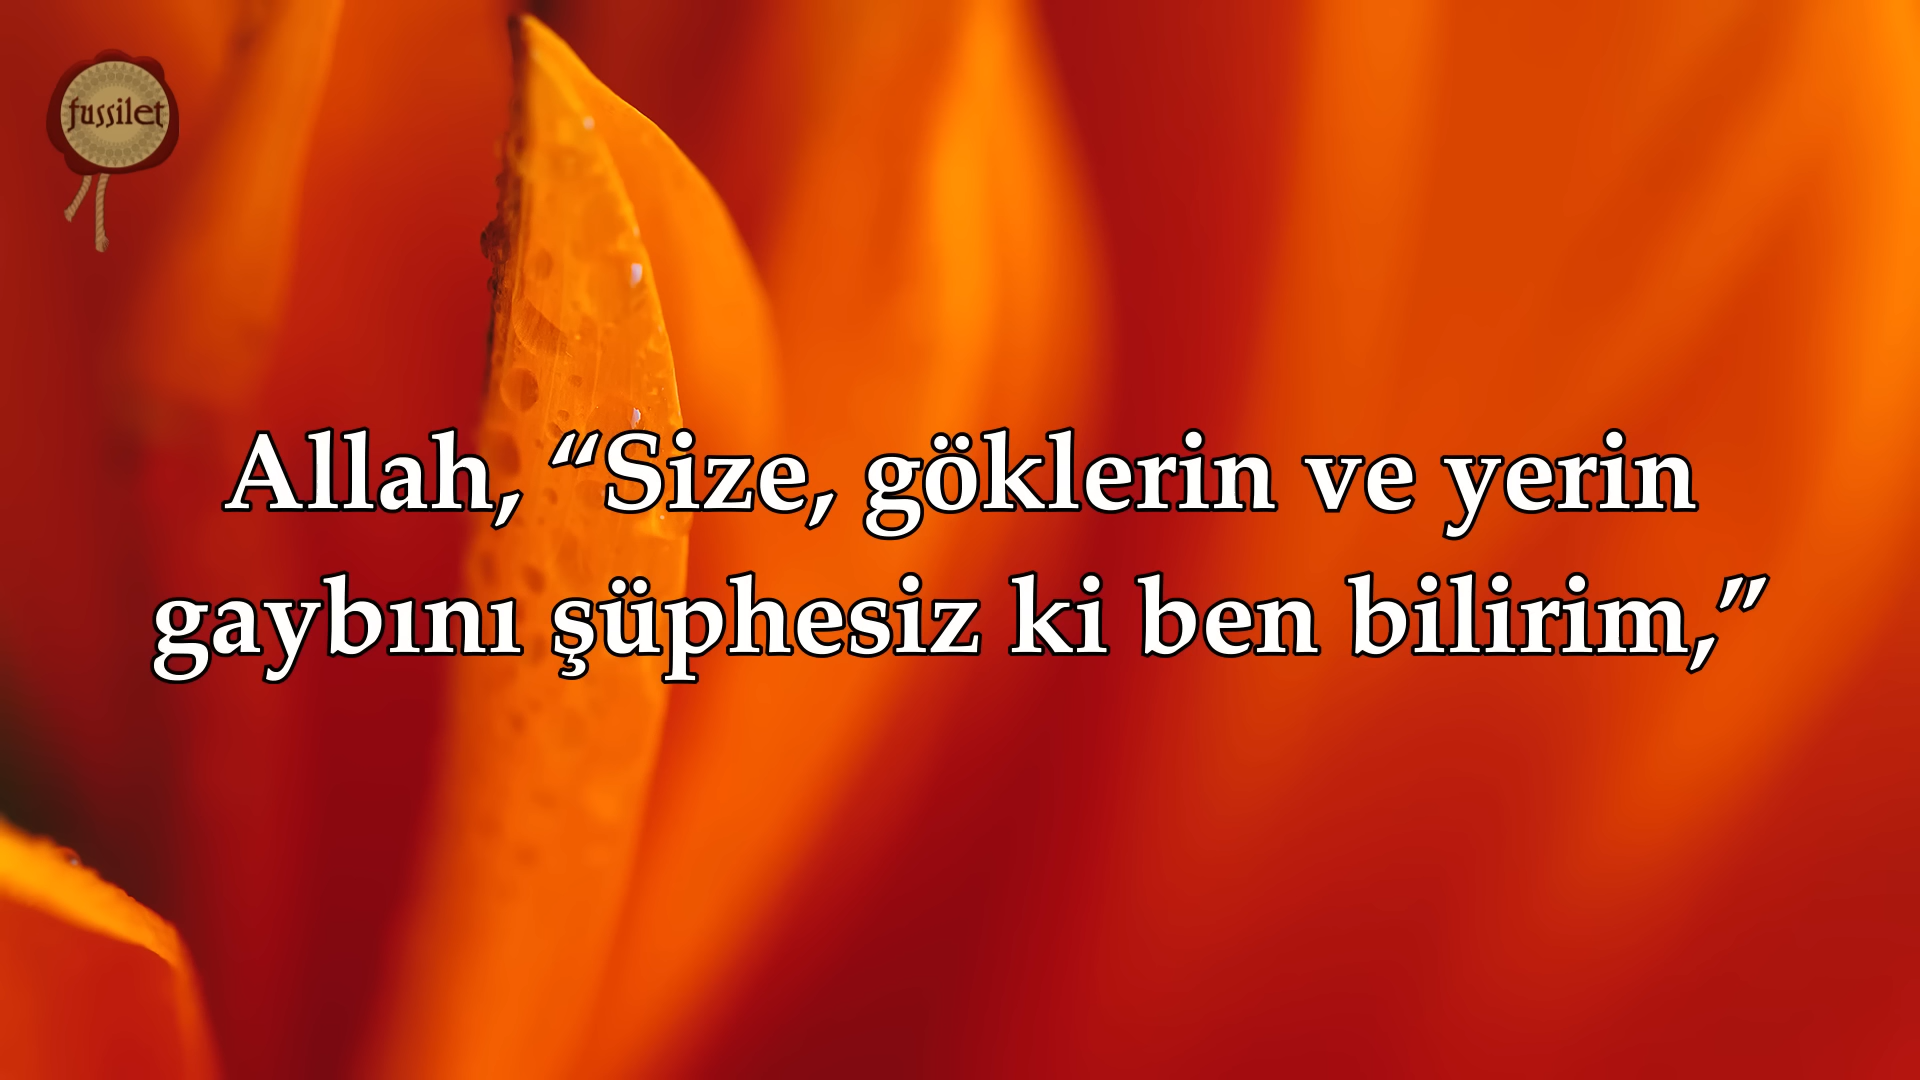 fussilet
Allah, “Size, göklerin ve yerin
gaybını şüphesiz ki ben bilirim,”